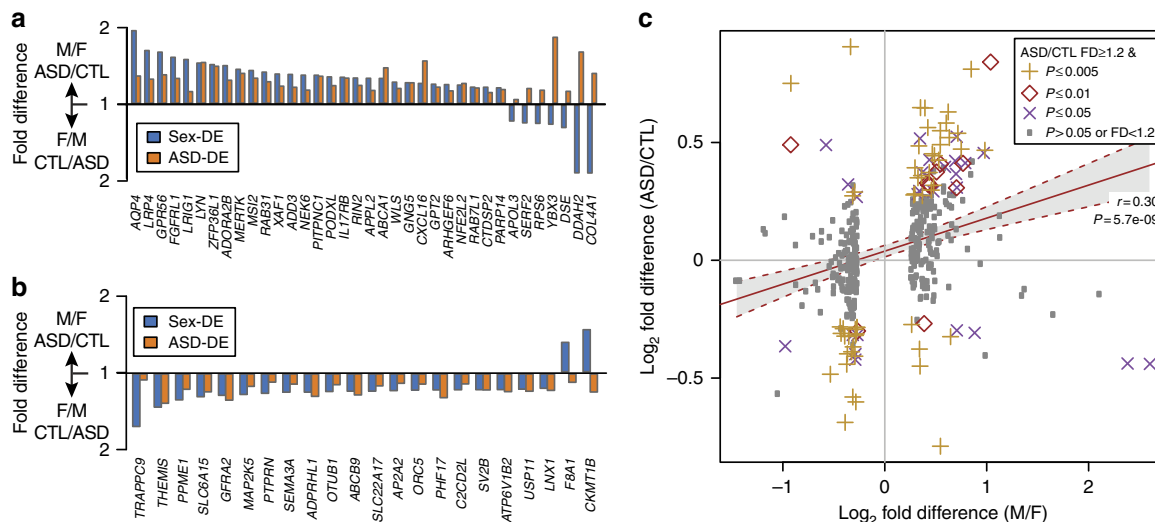 a
2
M/F
ASD/CTL
1
F/M
CTL/ASD
2
Fold difference
Sex-DE
ASD-DE
AQP4
LRP4
GPR56
FGFRL1
LRIG1
LYN
ZFP36L1
ADORA2B
MERTK
MSI2
RAB31
XAF1
ADD3
NEK6
PITPNC1
PODXL
IL17RB
RIN2
APPL2
ABCA1
WLS
GNG5
CXCL16
GPT2
ARHGEF6
NFE2L2
RAB7L1
CTDSP2
PARP14
APOL3
SERF2
RPS6
YBX3
DSE
DDAH2
COL4A1
b
2
M/F
ASD/CTL
1
F/M
CTL/ASD
2
Fold difference
Sex-DE
ASD-DE
TRAPPC9
THEMIS
PPME1
SLC6A15
GFRA2
MAP2K5
PTPRN
SEMA3A
ADPRHL1
OTUB1
ABCB9
SLC22A17
AP2A2
ORC5
PHF17
C2CD2L
SV2B
ATP6V1B2
USP11
LNX1
F8A1
CKMT1B
c
ASD/CTL FD≥1.2 &
P≤0.005
P≤0.01
P≤0.05
P>0.05 or FD<1.2
0.5
0
−0.5
Log2 fold difference (ASD/CTL)
r=0.30
P=5.7e-09
−1
0
1
2
Log2 fold difference (M/F)